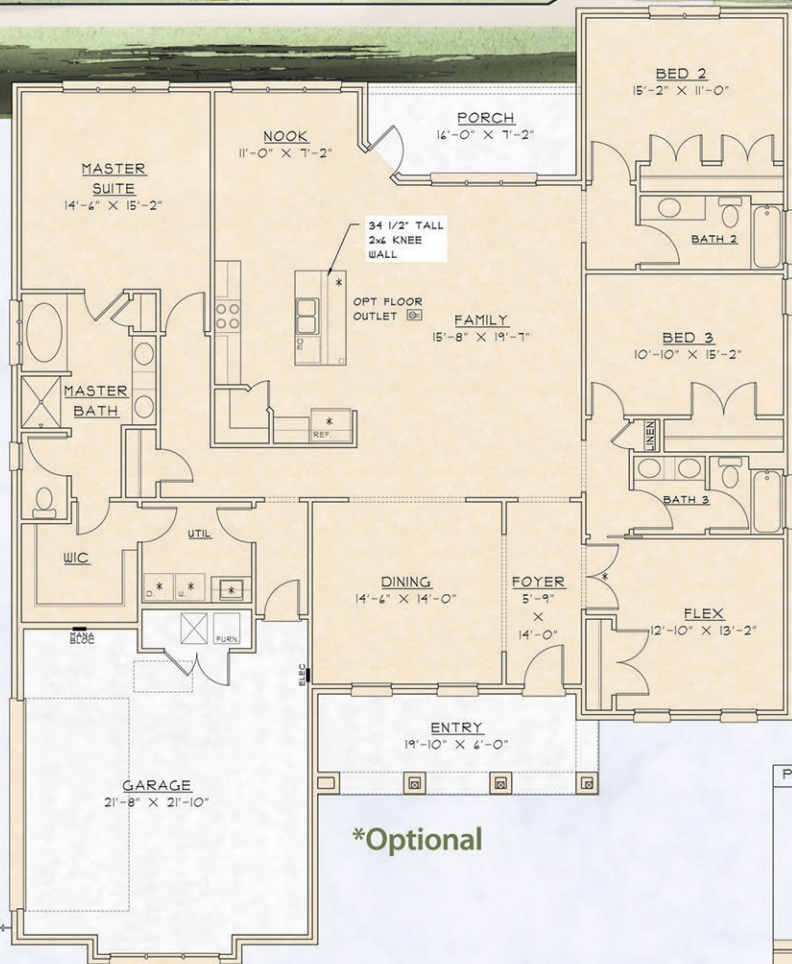 BED 2
15'-2" X 11'-0"
PORCH
16'-0" X 7'-2"
NOOK
11'-0" X 7'-2"
MASTER
SUITE
14'-6" X 15'-2"
34 1/2" TALL
2x6 KNEE
WALL
BATH 2
OPT FLOOR
OUTLET
FAMILY
15'-8" X 19'-7"
BED 3
10'-10" X 15'-2"
MASTER
BATH
*
*
REF.
LINEN
BATH 3
UTIL
WIC
D.
*
*
*
DINING
14'-6" X 14'-0"
FOYER
5'-9"
X
14'-0"
*
FLEX
12'-10" X 13'-2"
MANA
BLOC
FURN.
ELEC
ENTRY
19'-10" X 6'-0"
GARAGE
21'-8" X 21'-10"
*Optional
P